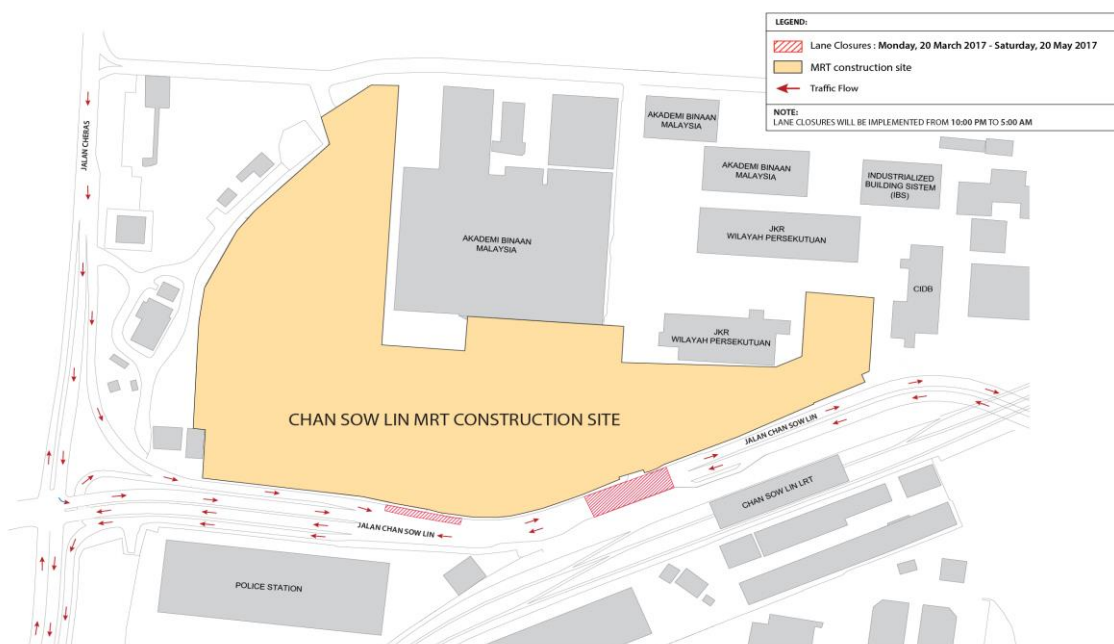 LEGEND:
Lane Closures : Monday, 20 March 2017 - Saturday, 20 May 2017
MRT construction site
Traffic Flow
NOTE:
LANE CLOSURES WILL BE IMPLEMENTED FROM 10:00 PM TO 5:00 AM
JALAN CHERAS
AKADEMI BINAAN
MALAYSIA
AKADEMI BINAAN
MALAYSIA
INDUSTRIALIZED
BUILDING SISTEM
(IBS)
AKADEMI BINAAN
MALAYSIA
JKR
WILAYAH PERSEKUTUAN
CIDB
JKR
WILAYAH PERSEKUTUAN
CHAN SOW LIN MRT CONSTRUCTION SITE
JALAN CHAN SOW LIN
CHAN SOW LIN LRT
JALAN CHAN SOW LIN
POLICE STATION